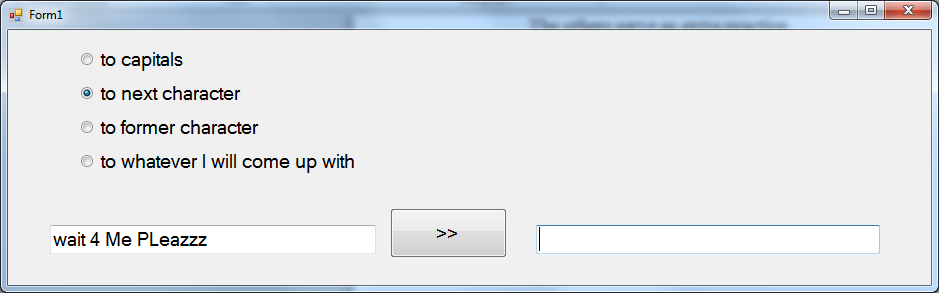 Form1
to capitals
to next character
to former character
to whatever I will come up with
wait 4 Me PLeazzz
>>